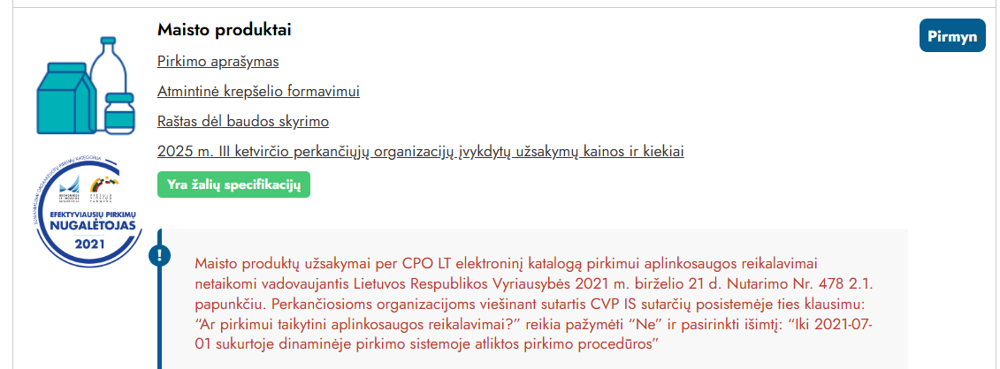 Maisto produktai
Pirmyn
Pirkimo aprašymas
Atmintinė krepšelio formavimui
Raštas dėl baudos skyrimo
2025 m. III ketvirčio perkančiųjų organizacijų įvykdytų užsakymų kainos ir kiekiai
Yra žalių specifikacijų
EFEKTYVIAUSIŲ PIRKIMŲ
NUGALĖTOJAS
2021
!
Maisto produktų užsakymai per CPO LT elektroninį katalogą pirkimui aplinkosaugos reikalavimai
netaikomi vadovaujantis Lietuvos Respublikos Vyriausybės 2021 m. birželio 21 d. Nutarimo Nr. 478 2.1.
papunkčiu. Perkančiosioms organizacijoms viešinant sutartis CVP IS sutarčių posistemėje ties klausimu:
“Ar pirkimui taikytini aplinkosaugos reikalavimai?” reikia pažymėti “Ne” ir pasirinkti išimtį: “Iki 2021-07-
01 sukurtoje dinaminėje pirkimo sistemoje atliktos pirkimo procedūros”